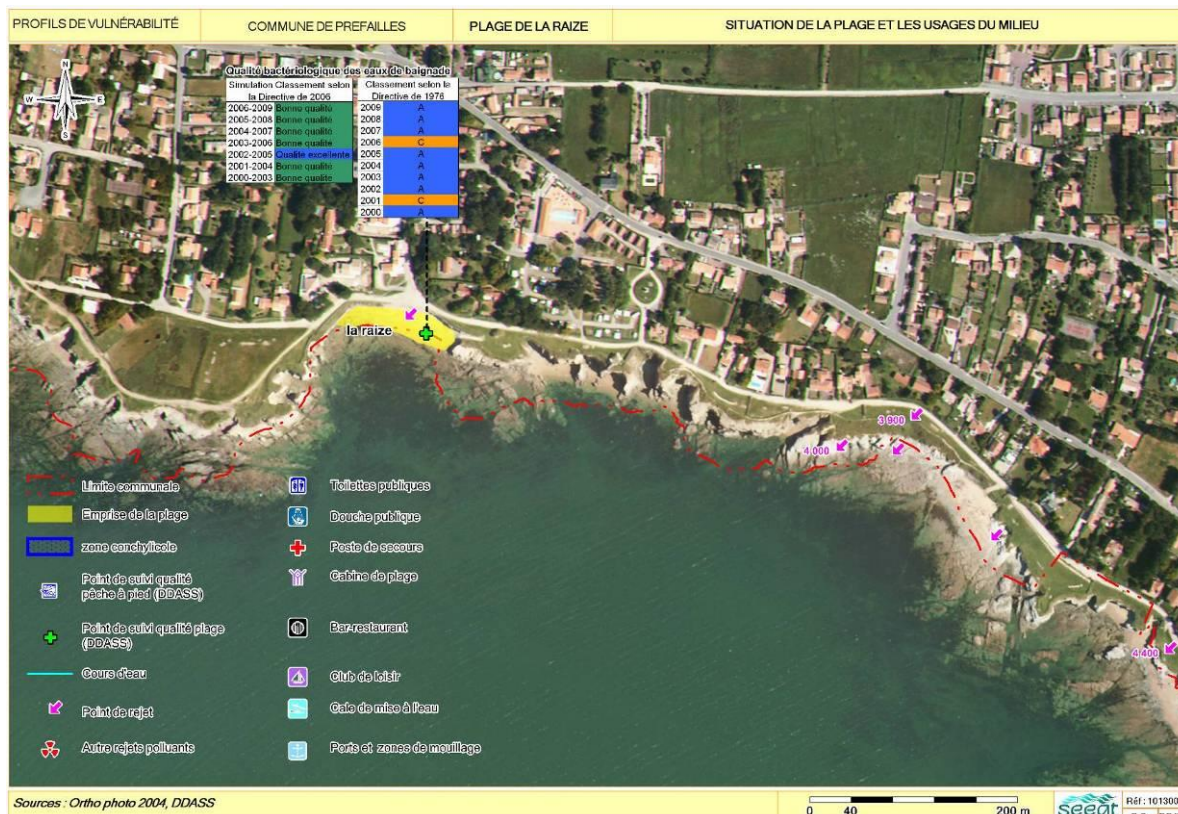 PROFILS DE VULNÉRABILITÉ
COMMUNE DE PREFAILLES
PLAGE DE LA RAIZE
SITUATION DE LA PLAGE ET LES USAGES DU MILIEU
N
W
E
S
Qualité bactériologique des eaux de baignade
Simulation Classement selon
la Directive de 2006
2006-2009 Bonne qualité
2005-2008 Bonne qualité
2004-2007 Bonne qualité
2003-2006 Bonne qualité
2002-2005 Qualité excellente
2001-2004 Bonne qualité
2000-2003 Bonne qualité
Classement selon la
Directive de 1976
2009 A
2008 A
2007 A
2006 C
2005 A
2004 A
2003 A
2002 A
2001 C
2000 A
la raize
3 900
4 000
4 400
Limite communale
Emprise de la plage
zone conchylicole
Point de suivi qualité
pêche à pied (DDASS)
Point de suivi qualité plage
(DDASS)
Cours d'eau
Point de rejet
Autre rejets polluants
Toilettes publiques
Douche publique
Poste de secours
Cabine de plage
Bar-restaurant
Club de loisir
Cale de mise à l'eau
Ports et zones de mouillage
Sources : Ortho photo 2004, DDASS
0 40 200 m
seeat
Réf : 101300